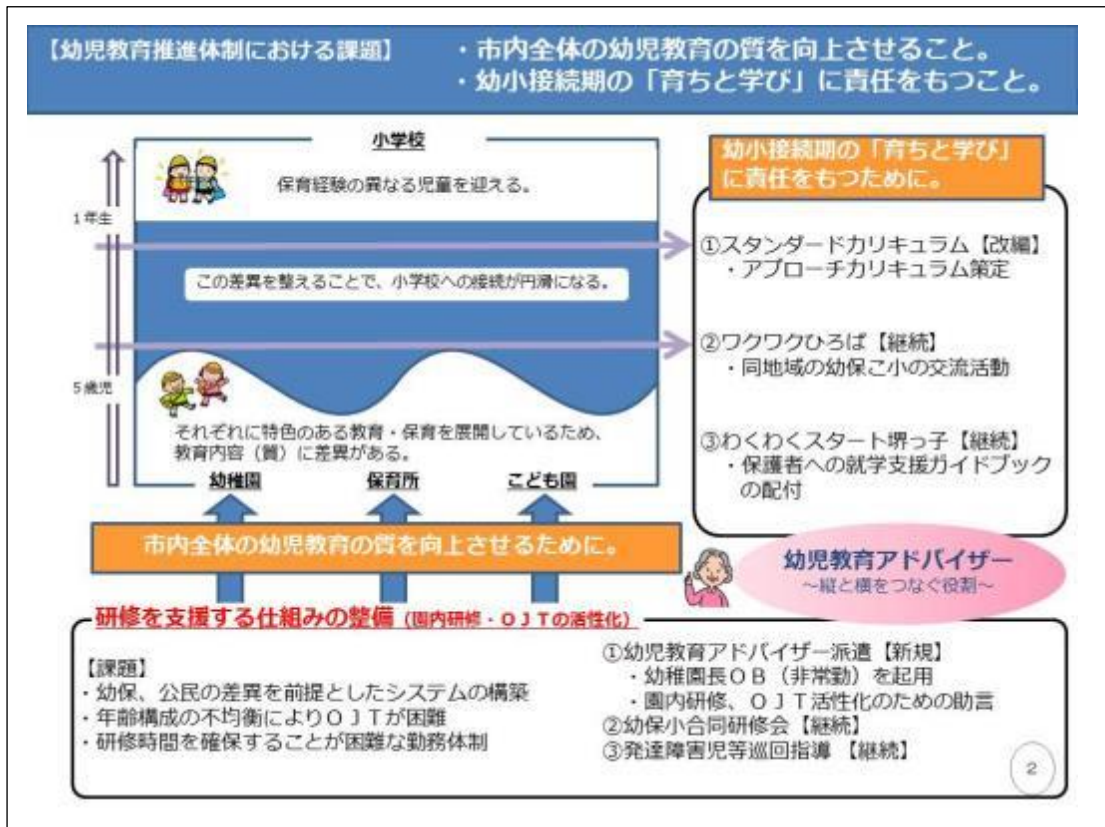 【幼児教育推進体制における課題】
・市内全体の幼児教育の質を向上させること。
・幼小接続期の「育ちと学び」に責任をもつこと。
小学校
保育経験の異なる児童を迎える。
1年生
この差異を整えることで、小学校への接続が円滑になる。
5歳児
それぞれに特色のある教育・保育を展開しているため、
教育内容（質）に差異がある。
幼稚園
保育所
こども園
幼小接続期の「育ちと学び」
に責任をもつために。
①スタンダードカリキュラム【改編】
・アプローチカリキュラム策定
②ワクワクひろば【継続】
・同地域の幼保こ小の交流活動
③わくわくスタート堺っ子【継続】
・保護者への就学支援ガイドブック
の配付
市内全体の幼児教育の質を向上させるために。
幼児教育アドバイザー
～縦と横をつなぐ役割～
研修を支援する仕組みの整備（園内研修・ＯＪＴの活性化）
【課題】
・幼保、公民の差異を前提としたシステムの構築
・年齢構成の不均衡によりＯＪＴが困難
・研修時間を確保することが困難な勤務体制
①幼児教育アドバイザー派遣【新規】
・幼稚園長ＯＢ（非常勤）を起用
・園内研修、ＯＪＴ活性化のための助言
②幼保小合同研修会【継続】
③発達障害児等巡回指導 【継続】
2